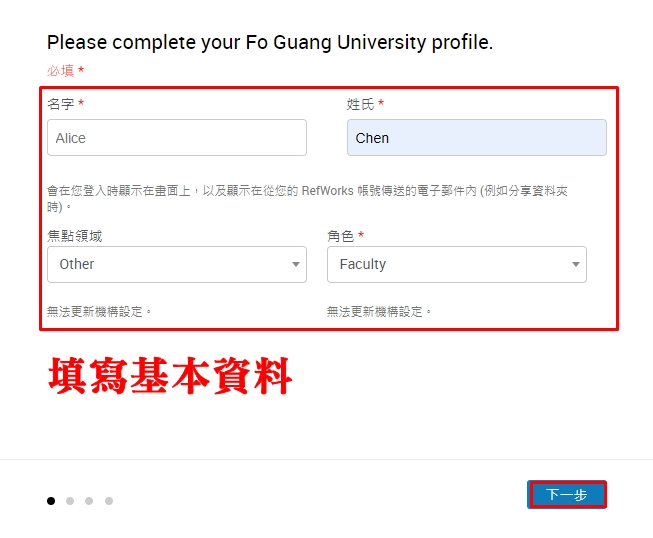 Please complete your Fo Guang University profile.
必填 *
名字 * 姓氏 *
Alice Chen
會在您登入時顯示在畫面上，以及顯示在從您的 RefWorks 帳號傳送的電子郵件內 (例如分享資料夾
時)。
焦點領域 角色 *
Other Faculty
無法更新機構設定。 無法更新機構設定。
填寫基本資料
下一步